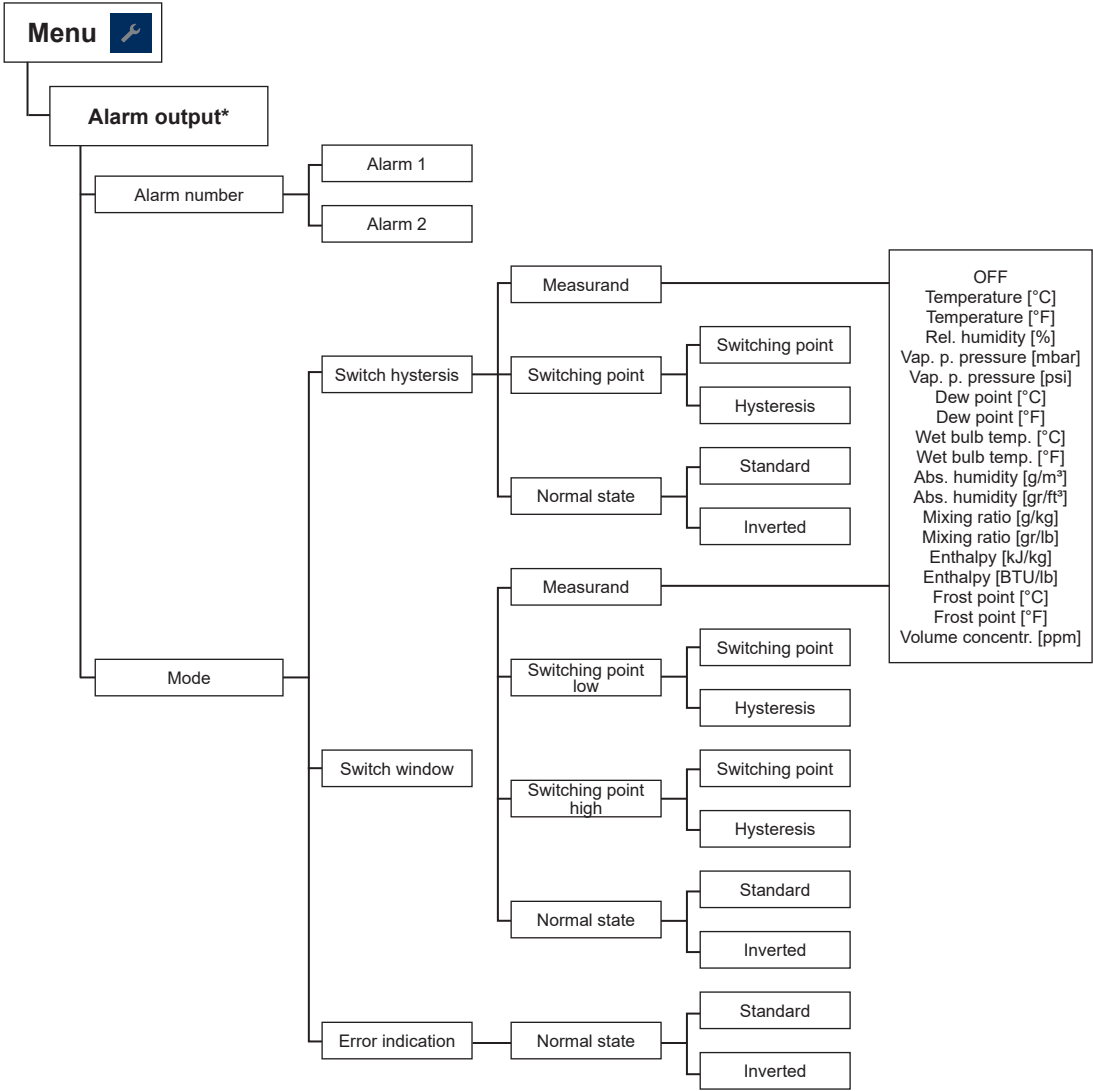 Menu
Alarm output*
Alarm number
Alarm 1
Alarm 2
Mode
Switch hystersis
Measurand
Switching point
Switching point
Hysteresis
Normal state
Standard
Inverted
Switch window
Measurand
Switching point
low
Switching point
Hysteresis
Switching point
high
Switching point
Hysteresis
Normal state
Standard
Inverted
Error indication
Normal state
Standard
Inverted
OFF
Temperature [°C]
Temperature [°F]
Rel. humidity [%]
Vap. p. pressure [mbar]
Vap. p. pressure [psi]
Dew point [°C]
Dew point [°F]
Wet bulb temp. [°C]
Wet bulb temp. [°F]
Abs. humidity [g/m³]
Abs. humidity [gr/ft³]
Mixing ratio [g/kg]
Mixing ratio [gr/lb]
Enthalpy [kJ/kg]
Enthalpy [BTU/lb]
Frost point [°C]
Frost point [°F]
Volume concentr. [ppm]